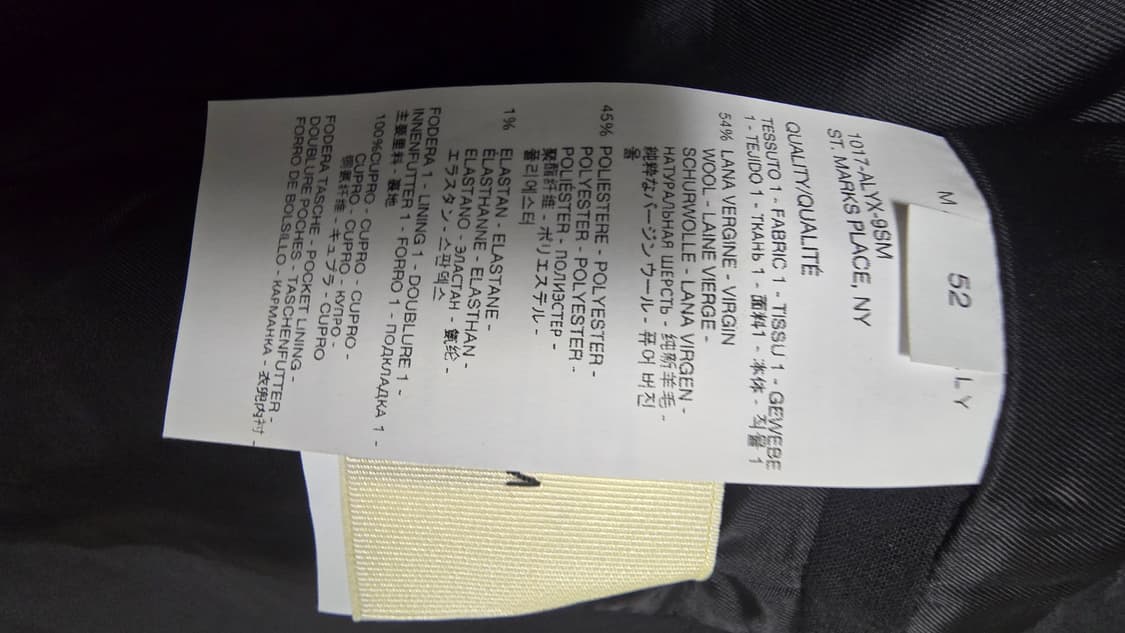 52
1017-ALYX-9SM
ST. MARKS PLACE, NY
QUALITY/QUALITÉ
TESSUTO 1 - FABRIC 1 - TISSU 1 - GEWEBE
1 - TEJIDO 1 - ТКАНЬ 1 - 面料1 - 本体 - 직물 1
54% LANA VERGINE - VIRGIN
WOOL - LAINE VIERGE -
SCHURWOLLE - LANA VIRGEN -
НАТУРАЛЬНАЯ ШЕРСТЬ - 纯新羊毛 -
純粋なバージンウール - 퓨어 버진
울
45% POLIESTERE - POLYESTER -
POLYESTER - POLYESTER -
POLIÉSTER - ПОЛИЭСТЕР -
聚酯纤维 - ポリエステル -
폴리에스터
1% ELASTAN - ELASTANE -
ÉLASTHANNE - ELASTHAN -
ELASTANO - ЭЛАСТАН - 氨纶 -
エラスタン - 스판덱스
FODERA 1 - LINING 1 - DOUBLURE 1 -
INNENFUTTER 1 - FORRO 1 - ПОДКЛАДКА 1 -
主要里料 - 裏地
100%CUPRO - CUPRO - CUPRO -
CUPRO - CUPRO - КУПРО -
铜氨纤维 - キュプラ - CUPRO
FODERA TASCHE - POCKET LINING -
DOUBLURE POCHES - TASCHENFUTTER -
FORRO DE BOLSILLO - КАРМАНКА - 衣兜内衬 -